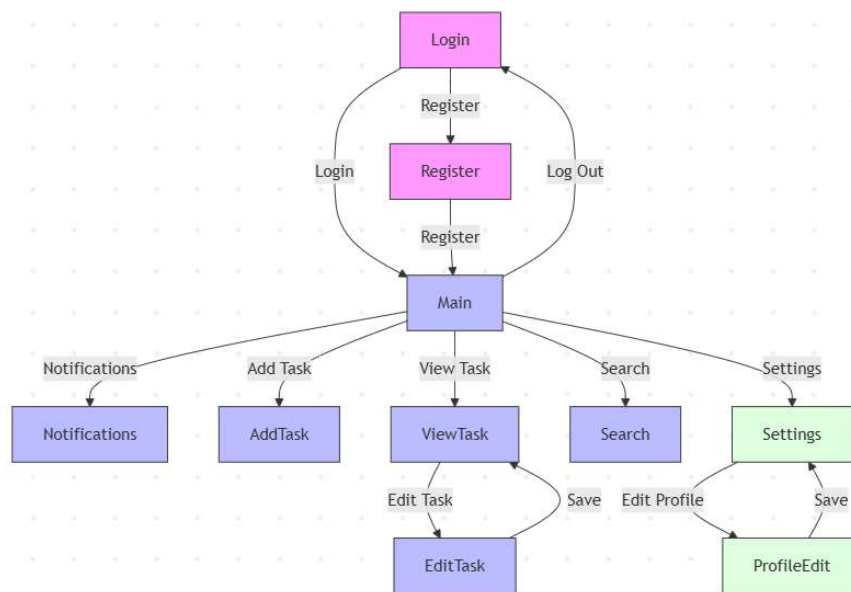 Login
Register
Register
Login
Log Out
Register
Main
Notifications
Add Task
View Task
Search
Settings
Notifications
AddTask
ViewTask
Search
Settings
Edit Task
Save
Edit Profile
Save
EditTask
ProfileEdit